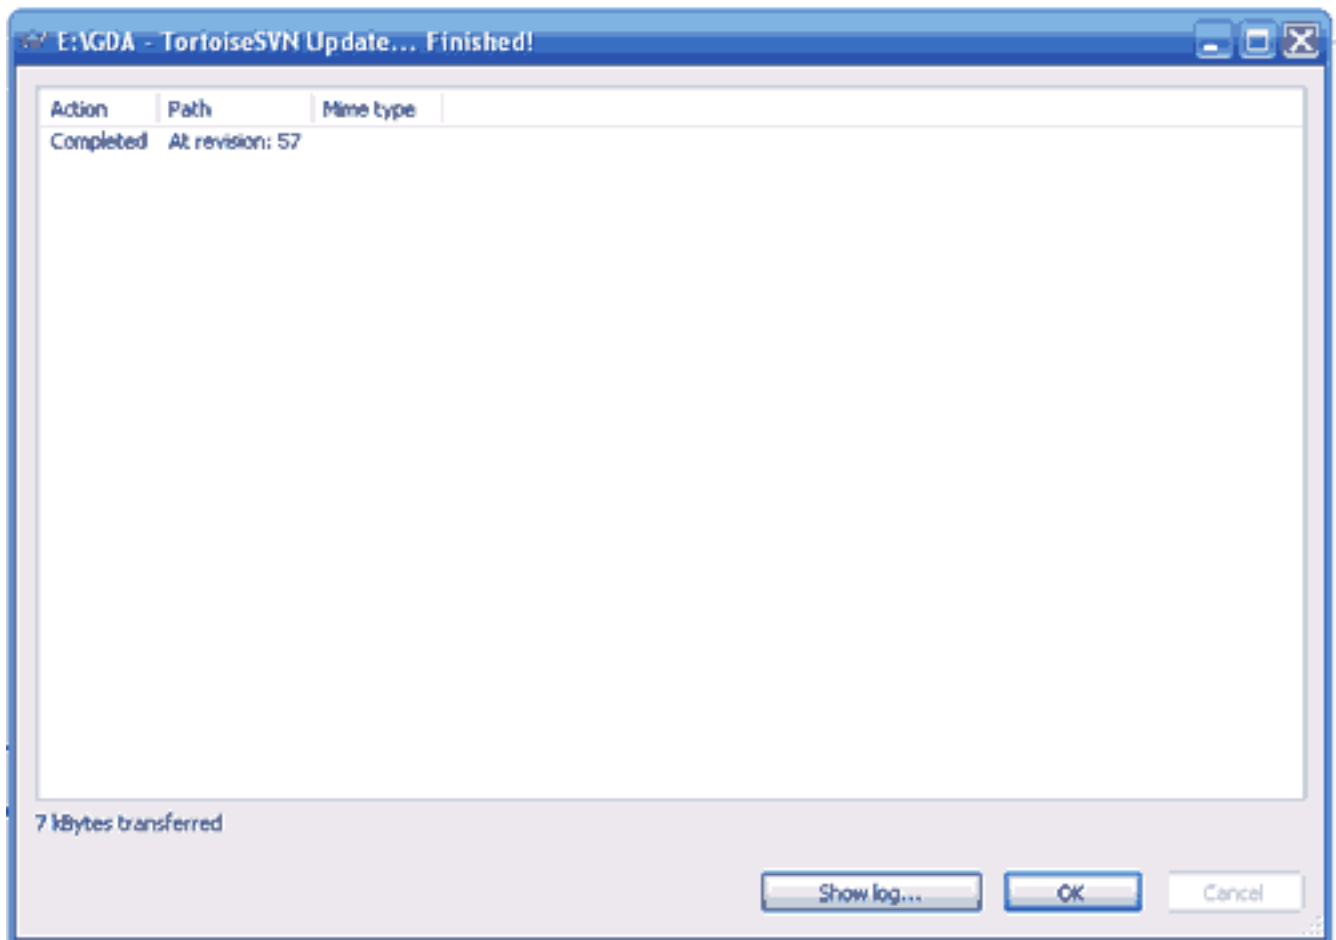 E:\GDA - TortoiseSVN Update... Finished!
Action Path Mime type
Completed At revision: 57
7 kBytes transferred
Show log... OK Cancel